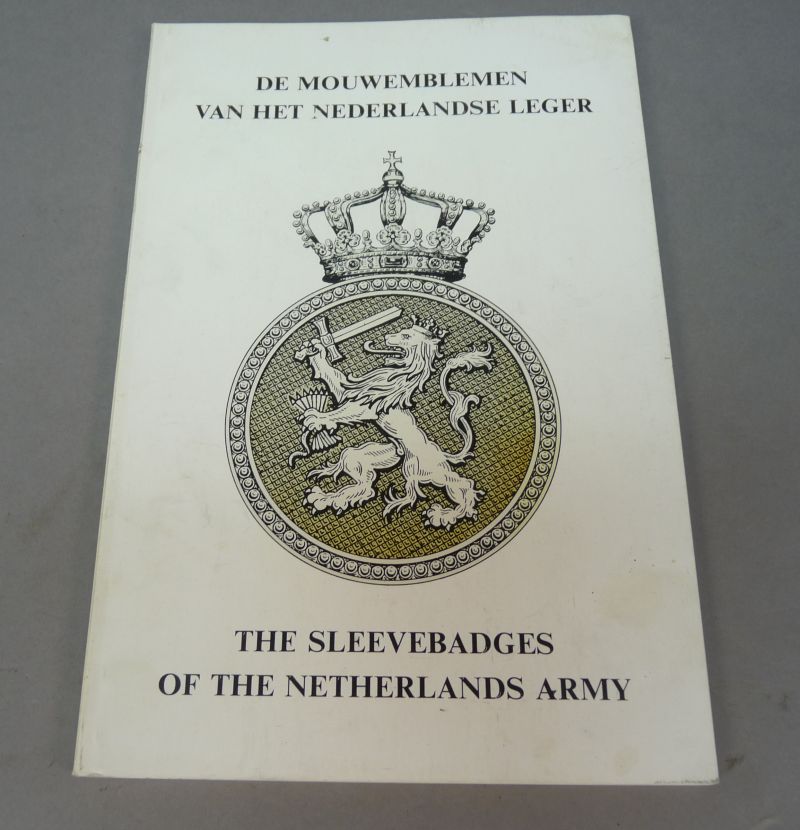 DE MOUWEMBLEMEN
VAN HET NEDERLANDSE LEGER
THE SLEEVEBADGES
OF THE NETHERLANDS ARMY